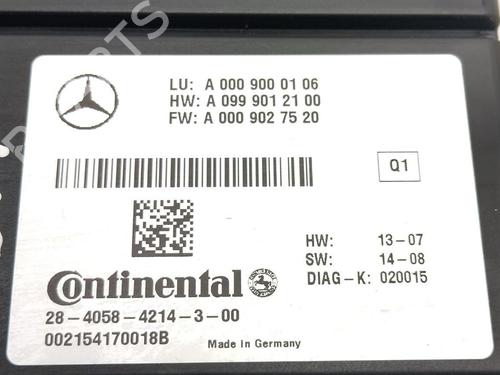 LU: A 000 900 01 06
HW: A 099 901 21 00
FW: A 000 902 75 20
Q1
HW: 13-07
SW: 14-08
DIAG-K: 020015
Continental
28-4058-4214-3-00
002154170018B
Made in Germany